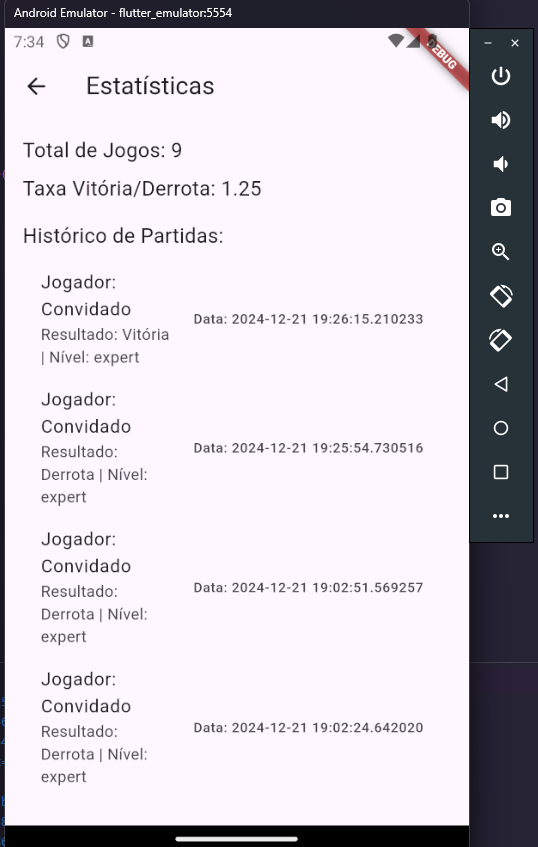 Android Emulator - flutter_emulator:5554
7:34
DEBUG
Estatísticas
Total de Jogos: 9
Taxa Vitória/Derrota: 1.25
Histórico de Partidas:
Jogador:
Convidado
Resultado: Vitória
| Nível: expert
Data: 2024-12-21 19:26:15.210233
Jogador:
Convidado
Resultado:
Derrota | Nível:
expert
Data: 2024-12-21 19:25:54.730516
Jogador:
Convidado
Resultado:
Derrota | Nível:
expert
Data: 2024-12-21 19:02:51.569257
Jogador:
Convidado
Resultado:
Derrota | Nível:
expert
Data: 2024-12-21 19:02:24.642020